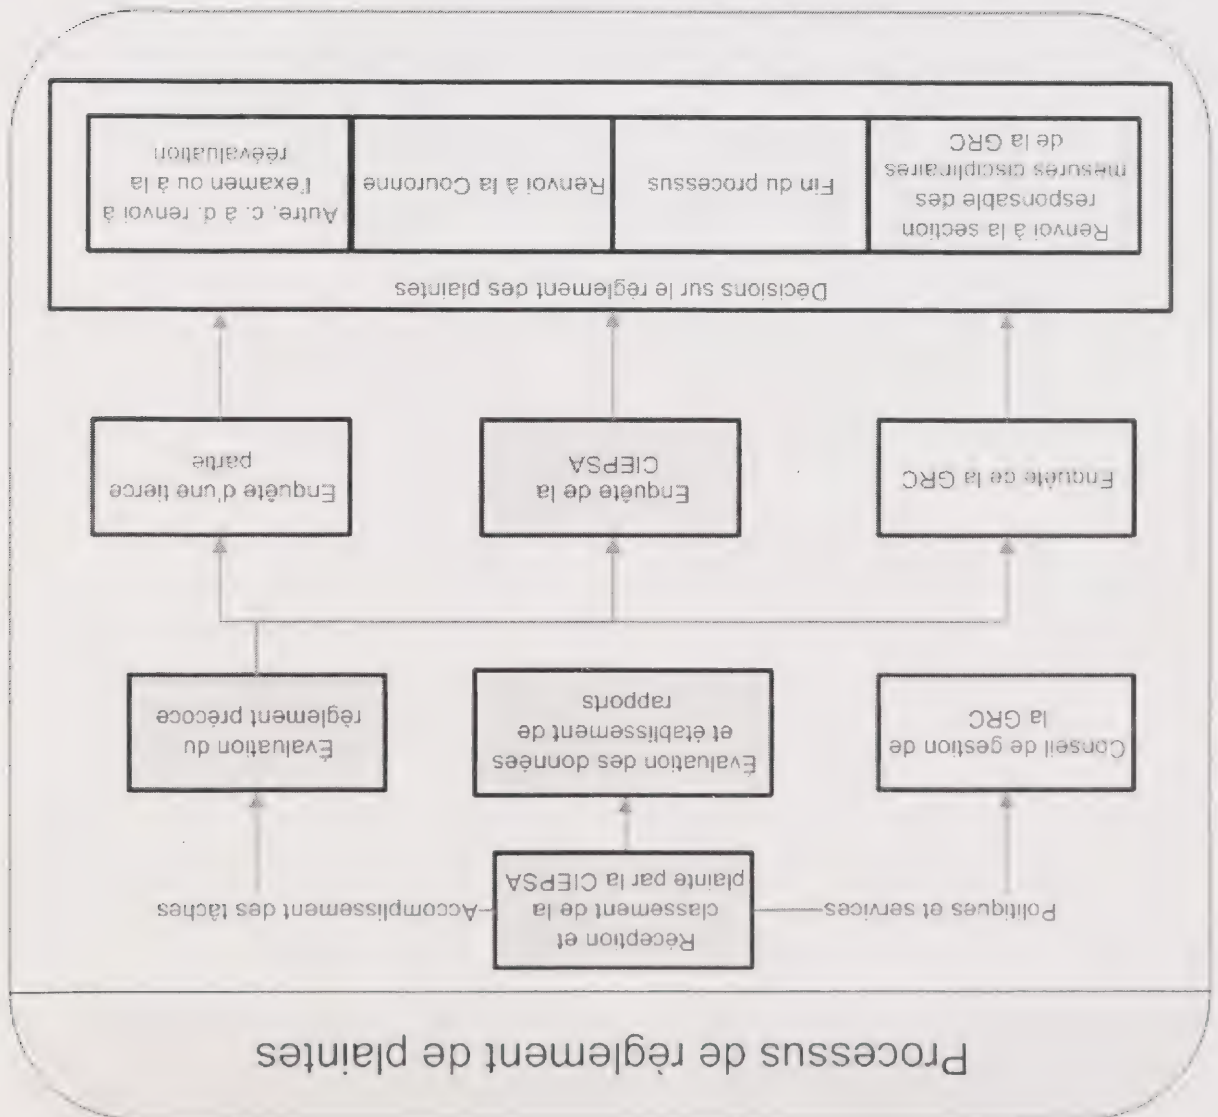 Processus de règlement de plaintes
Réception et
classement de la
plainte par la CIEPSA
Politiques et services
Accomplissement des tâches
Conseil de gestion de
la GRC
Évaluation des données
et établissement de
rapports
Évaluation du
règlement précoce
Enquête ce la GRC
Enquête de la
CIEPSA
Enquête d'une tierce
partie
Décisions sur le règlement des plaintes
Renvoi à la section
responsable des
mesures disciplinaires
de la GRC
Fin du processus
Renvoi à la Couronne
Autre, c. à d. renvoi à
l'examen ou à la
réévaluation